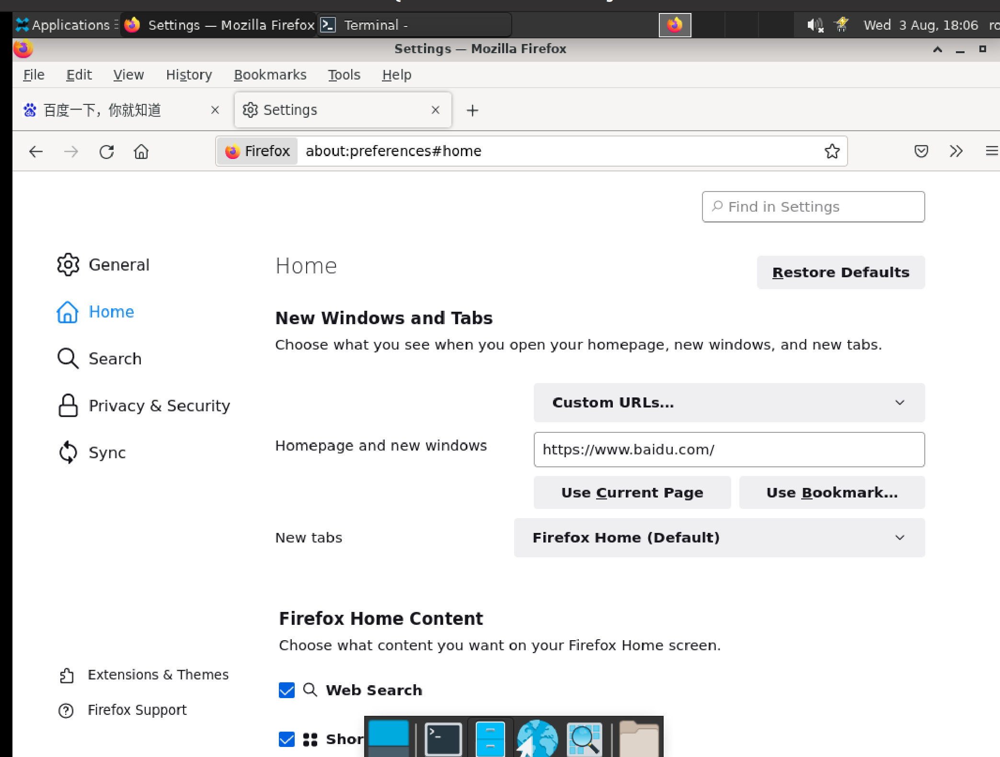 Applications
Settings — Mozilla Firefox
Terminal -
Wed 3 Aug, 18:06
Settings — Mozilla Firefox
File Edit View History Bookmarks Tools Help
百度一下，你就知道
Settings
Firefox about:preferences#home
Find in Settings
General
Home
Search
Privacy & Security
Sync
Extensions & Themes
Firefox Support
Home
Restore Defaults
New Windows and Tabs
Choose what you see when you open your homepage, new windows, and new tabs.
Custom URLs...
Homepage and new windows
https://www.baidu.com/
Use Current Page
Use Bookmark...
New tabs
Firefox Home (Default)
Firefox Home Content
Choose what content you want on your Firefox Home screen.
Web Search
Shor